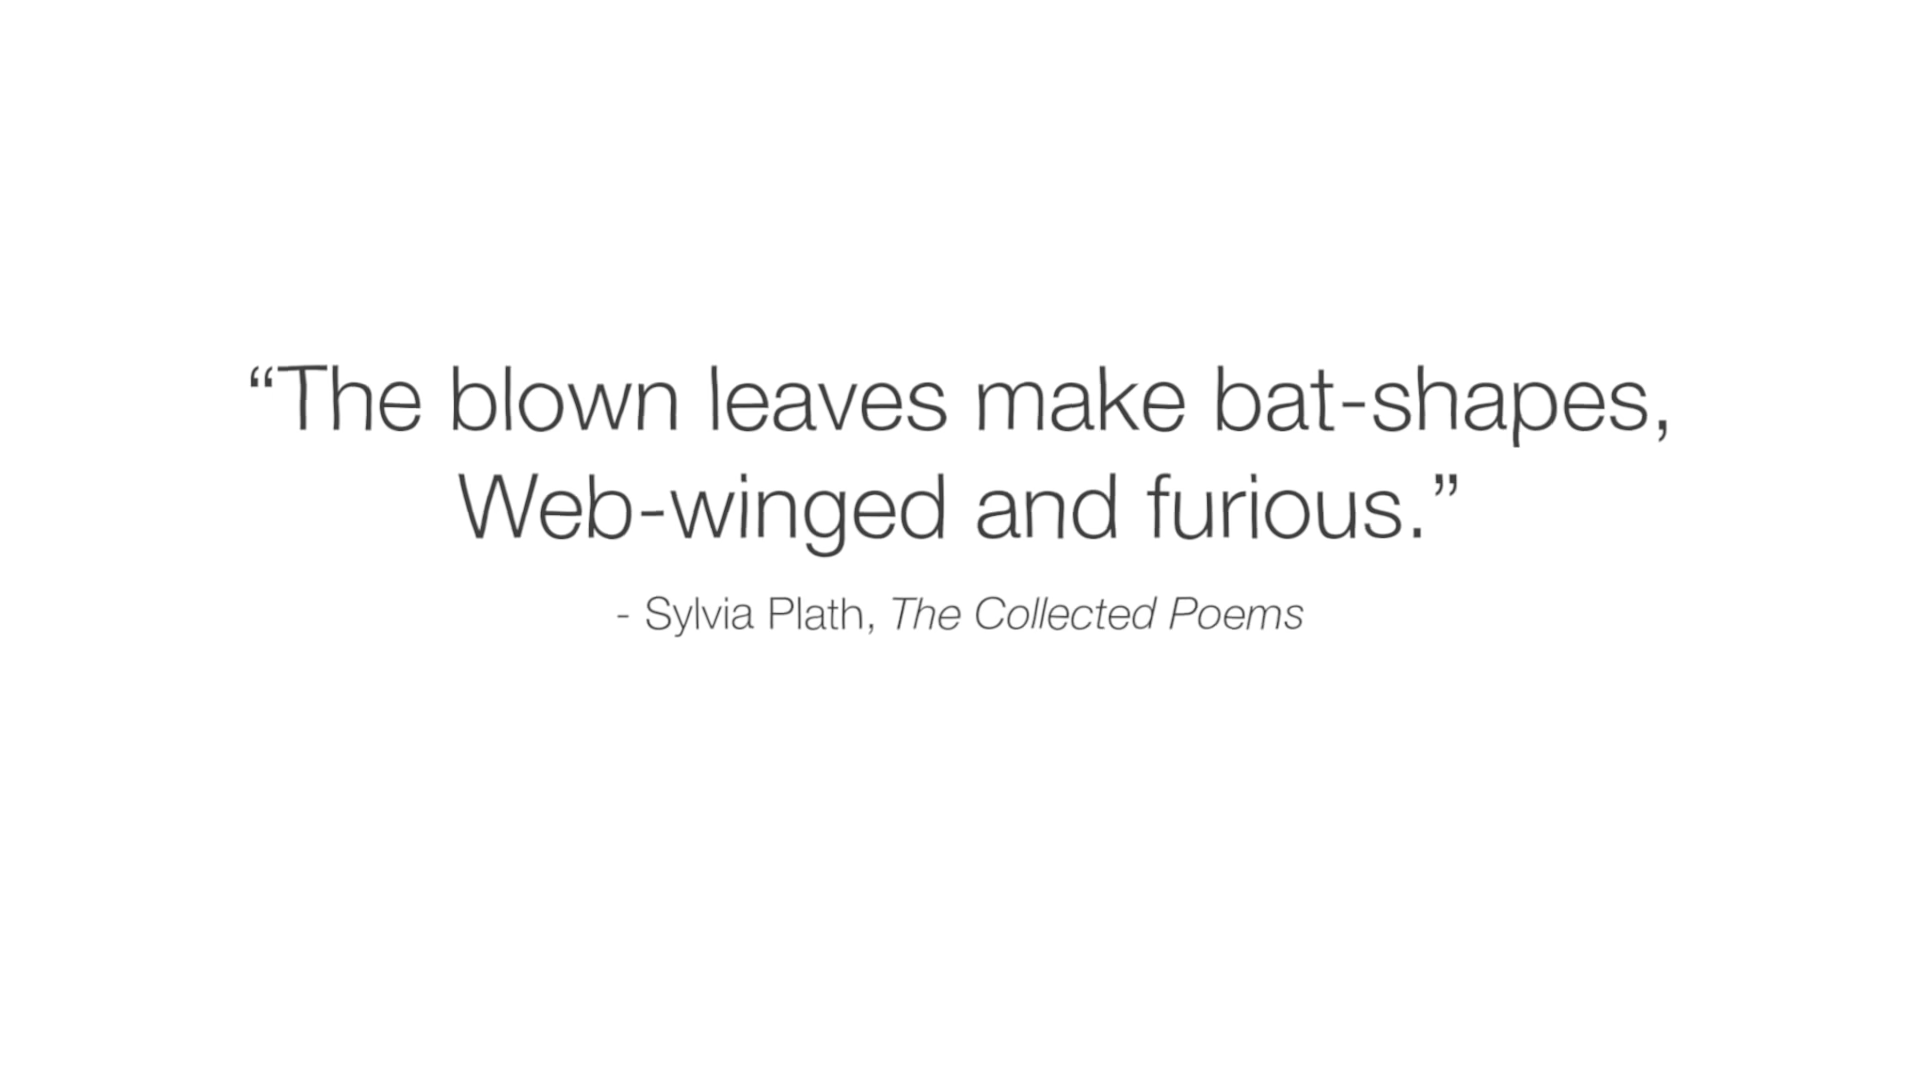 “The blown leaves make bat-shapes,
Web-winged and furious.”
- Sylvia Plath, The Collected Poems